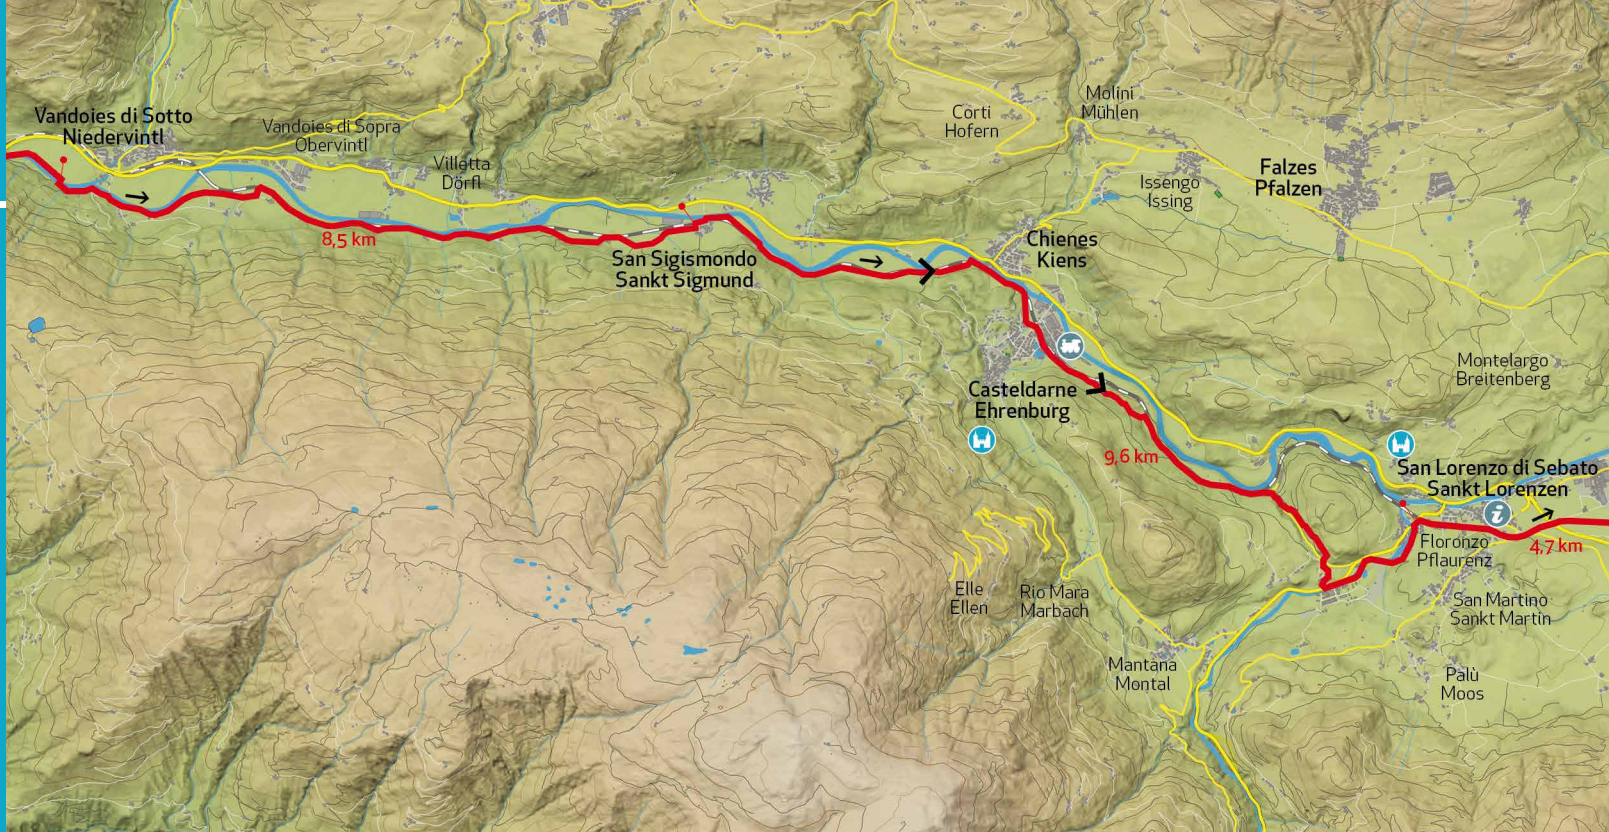 Vandoies di Sotto
Niedervintl
Vandoies di Sopra
Obervintl
Villetta
Dörfl
8,5 km
San Sigismondo
Sankt Sigmund
Corti
Hofern
Molini
Mühlen
Issengo
Issing
Falzes
Pfalzen
Chienes
Kiens
Montelargo
Breitenberg
Casteldarne
Ehrenburg
9,6 km
San Lorenzo di Sebato
Sankt Lorenzen
i
4,7 km
Floronzo
Pflaurenz
Elle
Ellen
Rio Mara
Marbach
San Martino
Sankt Martin
Mantana
Montal
Palù
Moos